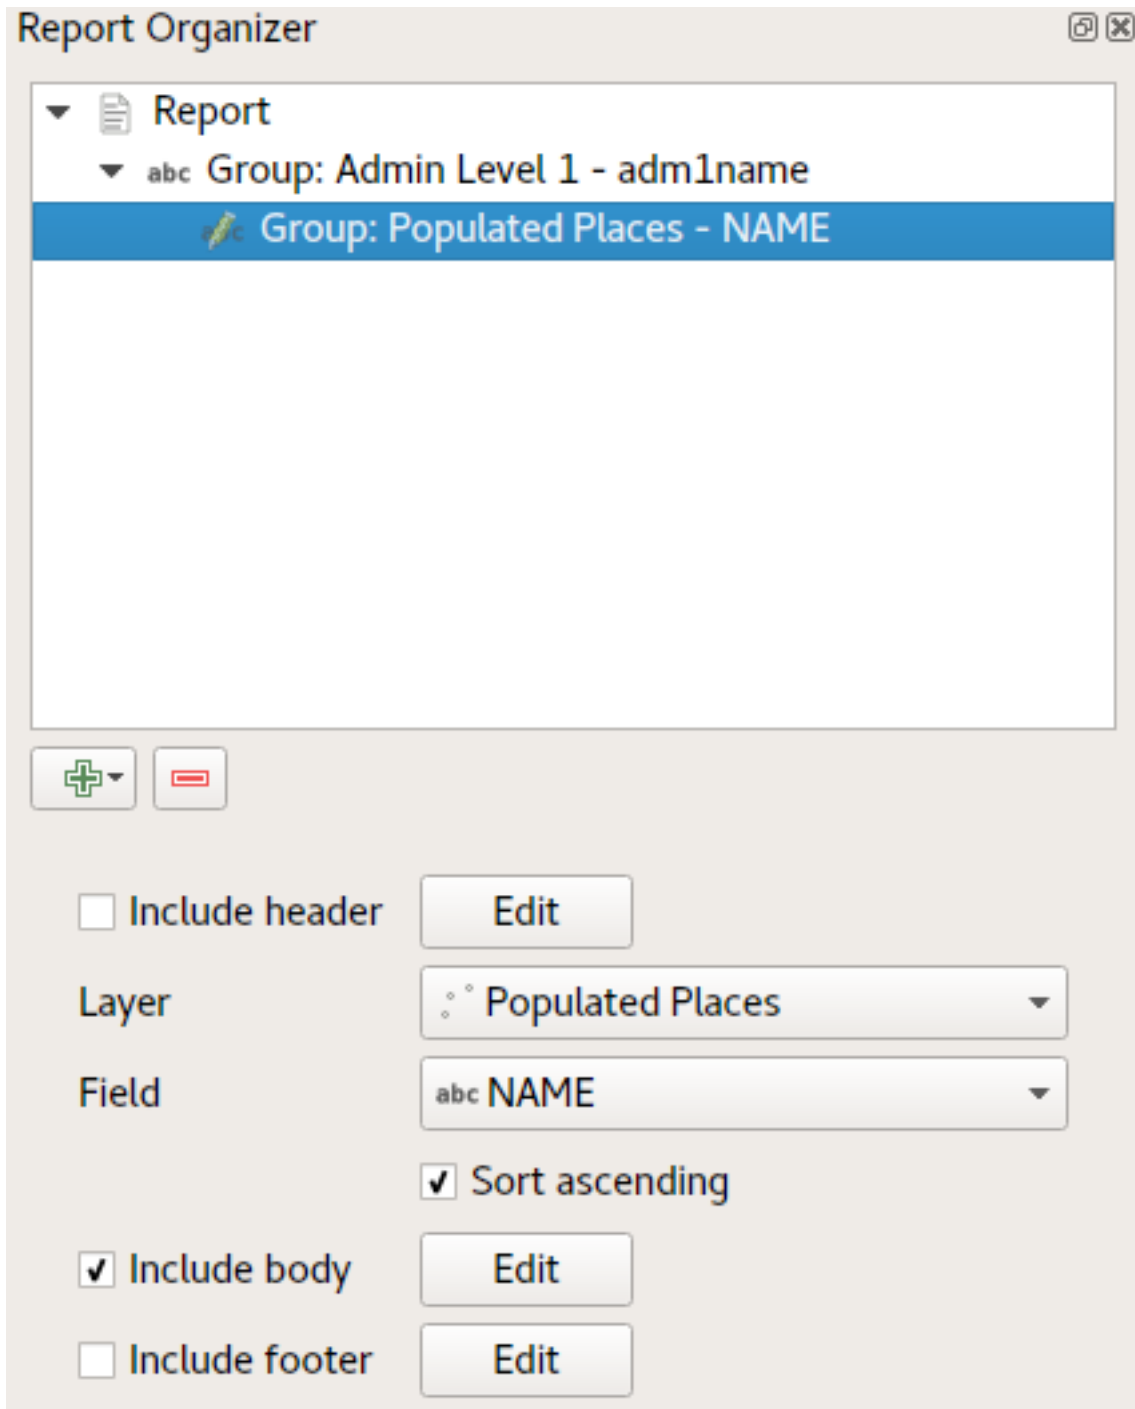 Report Organizer
Report
abc Group: Admin Level 1 - adm1name
Group: Populated Places - NAME
Include header Edit
Layer Populated Places
Field abc NAME
Sort ascending
Include body Edit
Include footer Edit